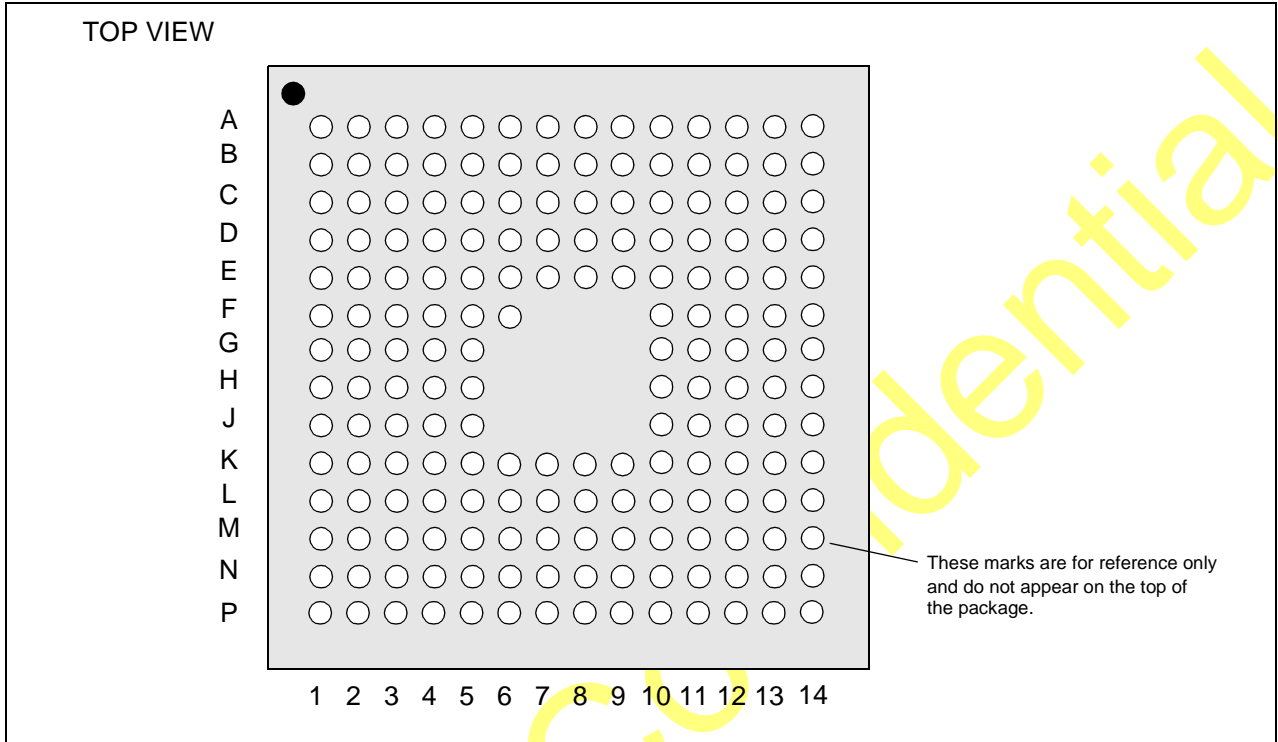 TOP VIEW
A
B
C
D
E
F
G
H
J
K
L
M
N
P
These marks are for reference only
and do not appear on the top of
the package.
1 2 3 4 5 6 7 8 9 10 11 12 13 14